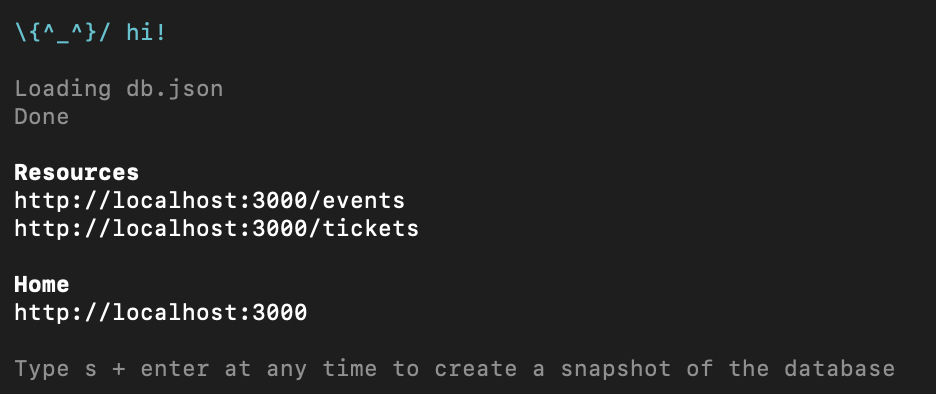 \{^_^}/ hi!
Loading db.json
Done
Resources
http://localhost:3000/events
http://localhost:3000/tickets
Home
http://localhost:3000
Type s + enter at any time to create a snapshot of the database